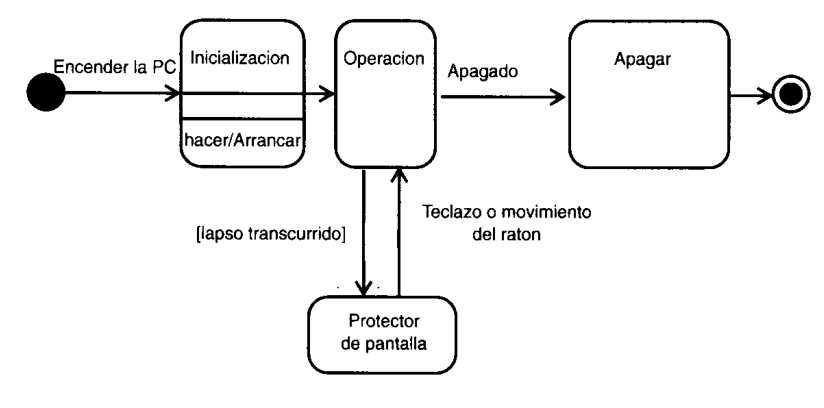 Encender la PC
Inicializacion
hacer/Arrancar
Operacion
Apagado
Apagar
[lapso transcurrido]
Teclazo o movimiento
del raton
Protector
de pantalla